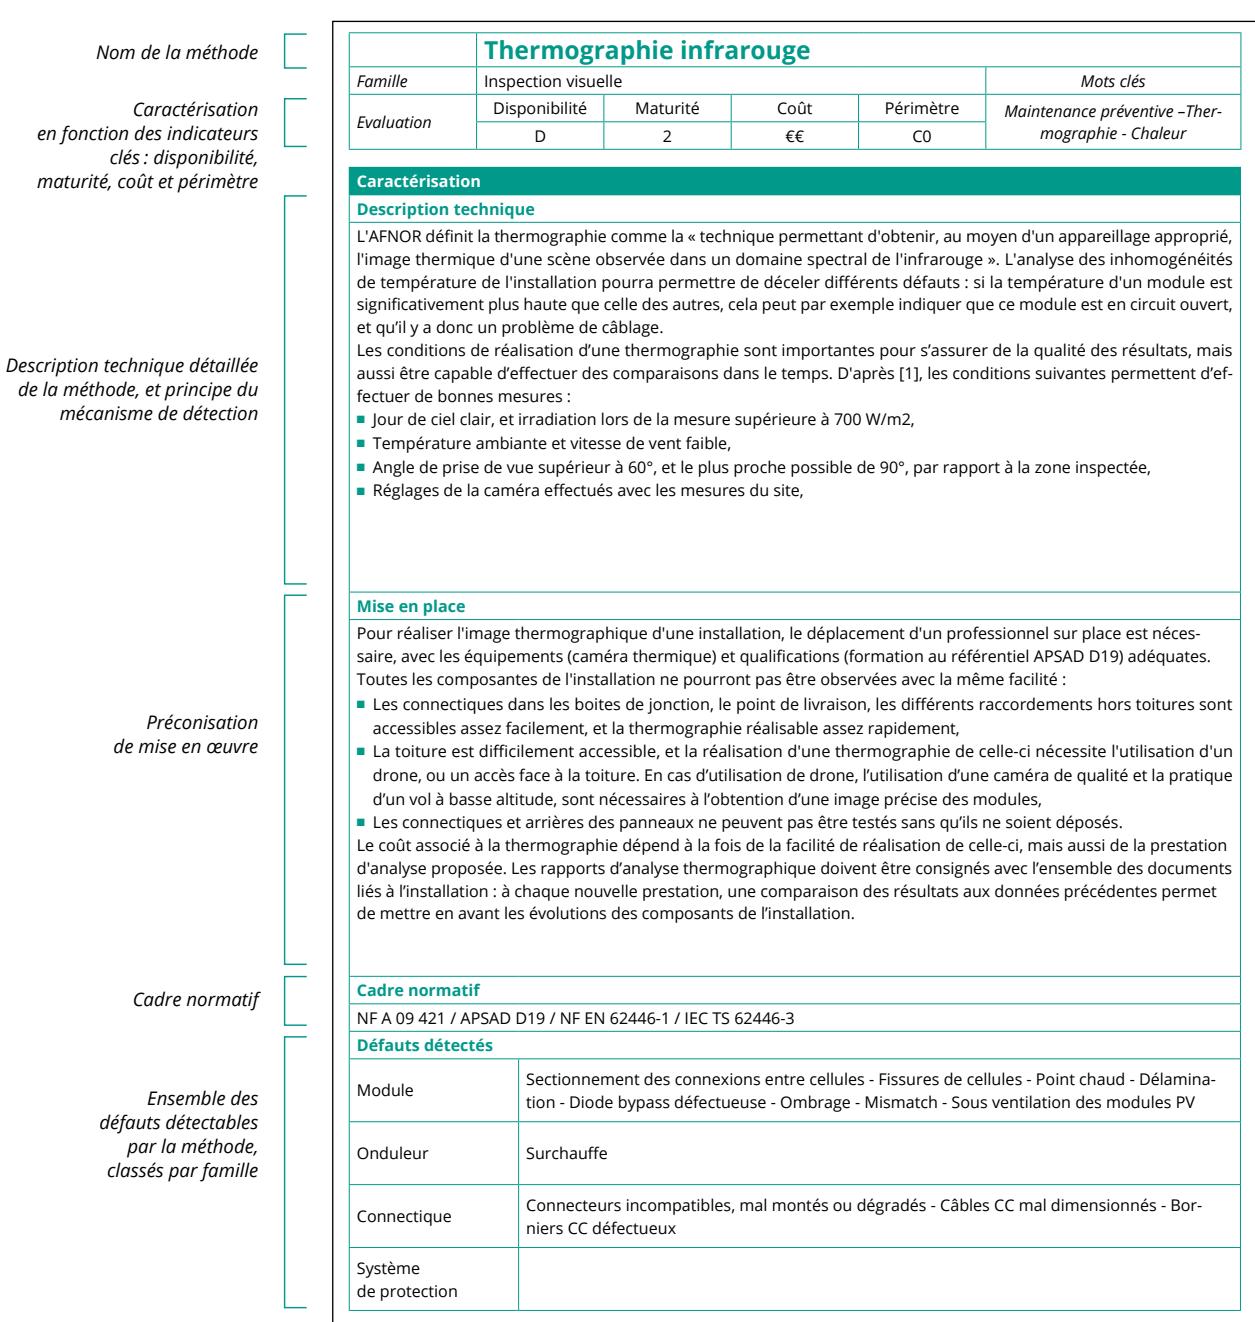 Nom de la méthode
Thermographie infrarouge
Famille
Inspection visuelle
Mots clés
Caractérisation
en fonction des indicateurs
clés : disponibilité,
maturité, coût et périmètre
Evaluation
Disponibilité
Maturité
Coût
Périmètre
D
2
€€
C0
Maintenance préventive –Ther-
mographie - Chaleur
Caractérisation
Description technique
Description technique détaillée
de la méthode, et principe du
mécanisme de détection
L'AFNOR définit la thermographie comme la « technique permettant d'obtenir, au moyen d'un appareillage approprié,
l'image thermique d'une scène observée dans un domaine spectral de l'infrarouge ». L'analyse des inhomogénéités
de température de l'installation pourra permettre de déceler différents défauts : si la température d'un module est
significativement plus haute que celle des autres, cela peut par exemple indiquer que ce module est en circuit ouvert,
et qu’il y a donc un problème de câblage.
Les conditions de réalisation d’une thermographie sont importantes pour s’assurer de la qualité des résultats, mais
aussi être capable d’effectuer des comparaisons dans le temps. D'après [1], les conditions suivantes permettent d’ef-
fectuer de bonnes mesures :
■ Jour de ciel clair, et irradiation lors de la mesure supérieure à 700 W/m2,
■ Température ambiante et vitesse de vent faible,
■ Angle de prise de vue supérieur à 60°, et le plus proche possible de 90°, par rapport à la zone inspectée,
■ Réglages de la caméra effectués avec les mesures du site,
Mise en place
Préconisation
de mise en œuvre
Pour réaliser l'image thermographique d'une installation, le déplacement d'un professionnel sur place est néces-
saire, avec les équipements (caméra thermique) et qualifications (formation au référentiel APSAD D19) adéquates.
Toutes les composantes de l'installation ne pourront pas être observées avec la même facilité :
■ Les connectiques dans les boites de jonction, le point de livraison, les différents raccordements hors toitures sont
accessibles assez facilement, et la thermographie réalisable assez rapidement,
■ La toiture est difficilement accessible, et la réalisation d'une thermographie de celle-ci nécessite l'utilisation d'un
drone, ou un accès face à la toiture. En cas d’utilisation de drone, l’utilisation d’une caméra de qualité et la pratique
d’un vol à basse altitude, sont nécessaires à l’obtention d’une image précise des modules,
■ Les connectiques et arrières des panneaux ne peuvent pas être testés sans qu’ils ne soient déposés.
Le coût associé à la thermographie dépend à la fois de la facilité de réalisation de celle-ci, mais aussi de la prestation
d'analyse proposée. Les rapports d’analyse thermographique doivent être consignés avec l’ensemble des documents
liés à l’installation : à chaque nouvelle prestation, une comparaison des résultats aux données précédentes permet
de mettre en avant les évolutions des composants de l’installation.
Cadre normatif
Cadre normatif
NF A 09 421 / APSAD D19 / NF EN 62446-1 / IEC TS 62446-3
Défauts détectés
Ensemble des
défauts détectables
par la méthode,
classés par famille
Module
Sectionnement des connexions entre cellules - Fissures de cellules - Point chaud - Délamina-
tion - Diode bypass défectueuse - Ombrage - Mismatch - Sous ventilation des modules PV
Onduleur
Surchauffe
Connectique
Connecteurs incompatibles, mal montés ou dégradés - Câbles CC mal dimensionnés - Bor-
niers CC défectueux
Système
de protection